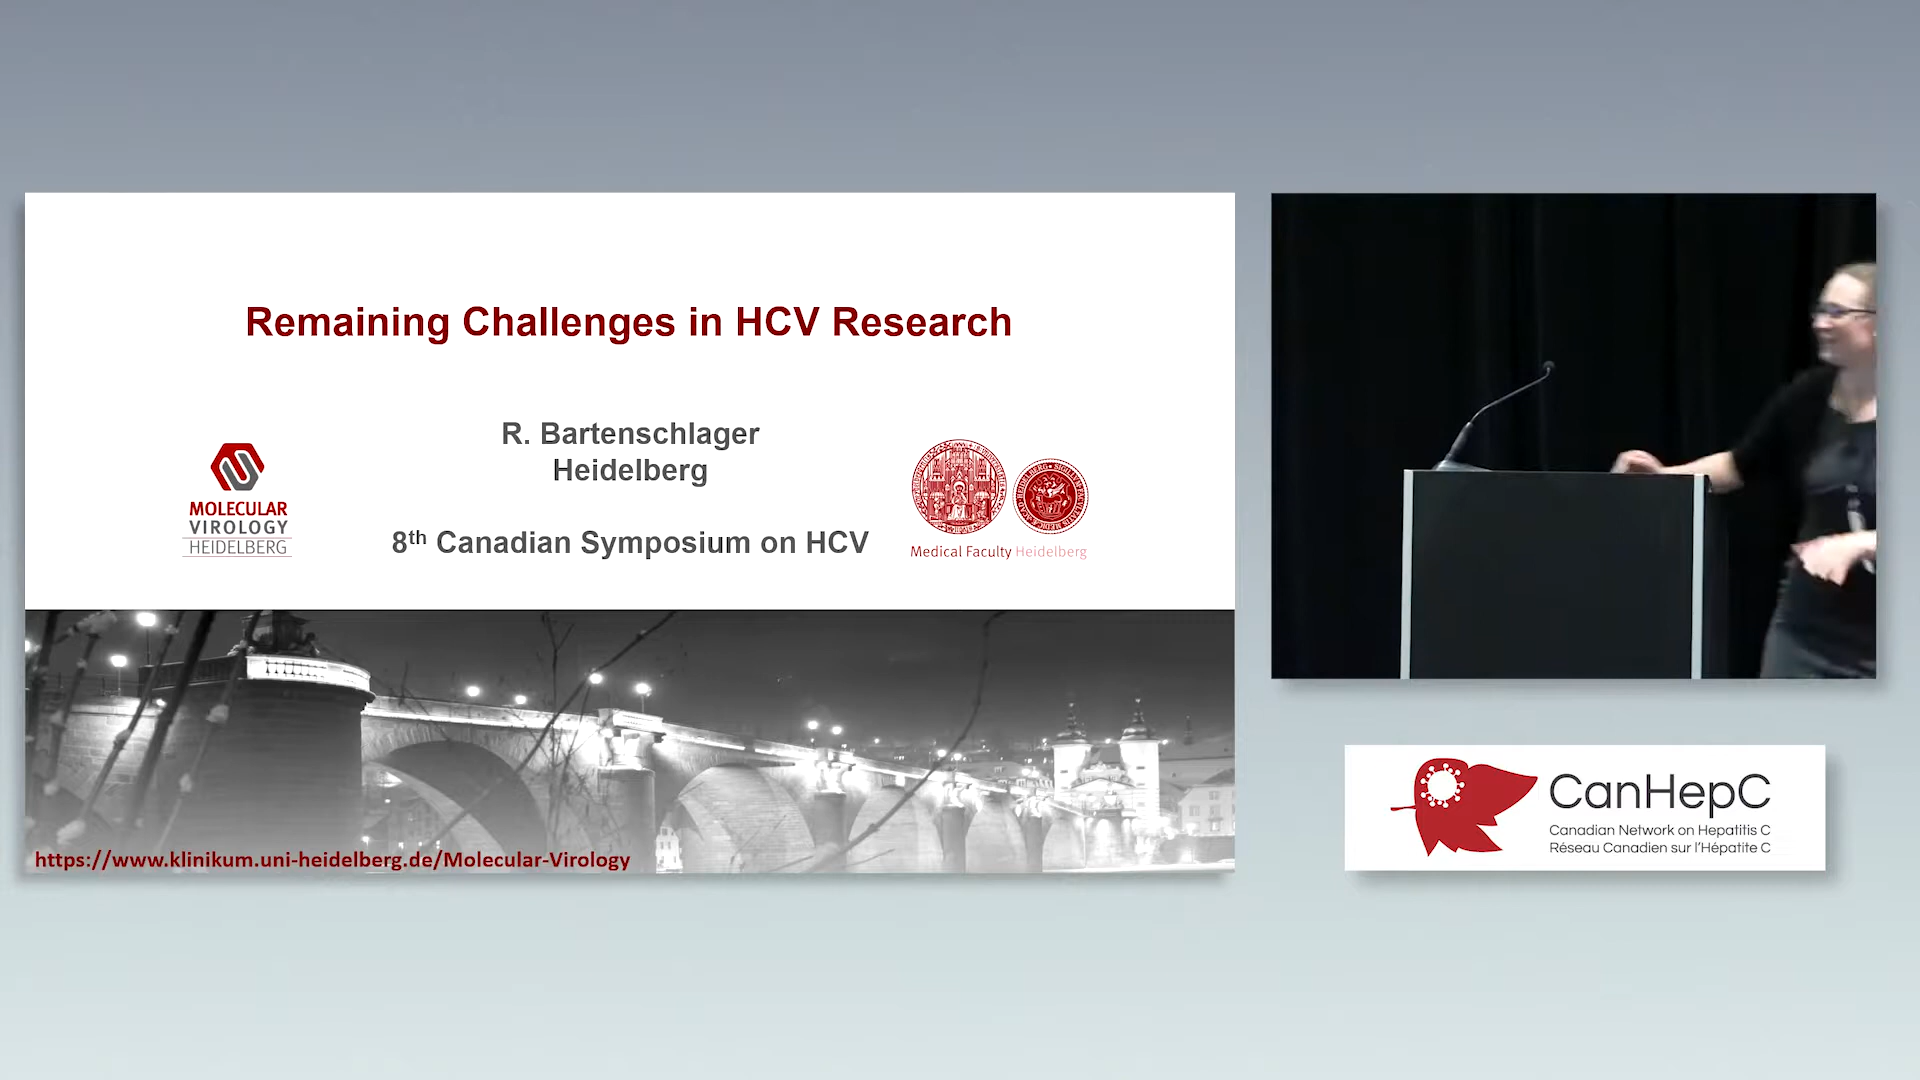 Remaining Challenges in HCV Research
R. Bartenschlager
Heidelberg
8th Canadian Symposium on HCV
MOLECULAR
VIROLOGY
HEIDELBERG
Medical Faculty Heidelberg
https://www.klinikum.uni-heidelberg.de/Molecular-Virology
CanHepC
Canadian Network on Hepatitis C
Réseau Canadien sur l'Hépatite C